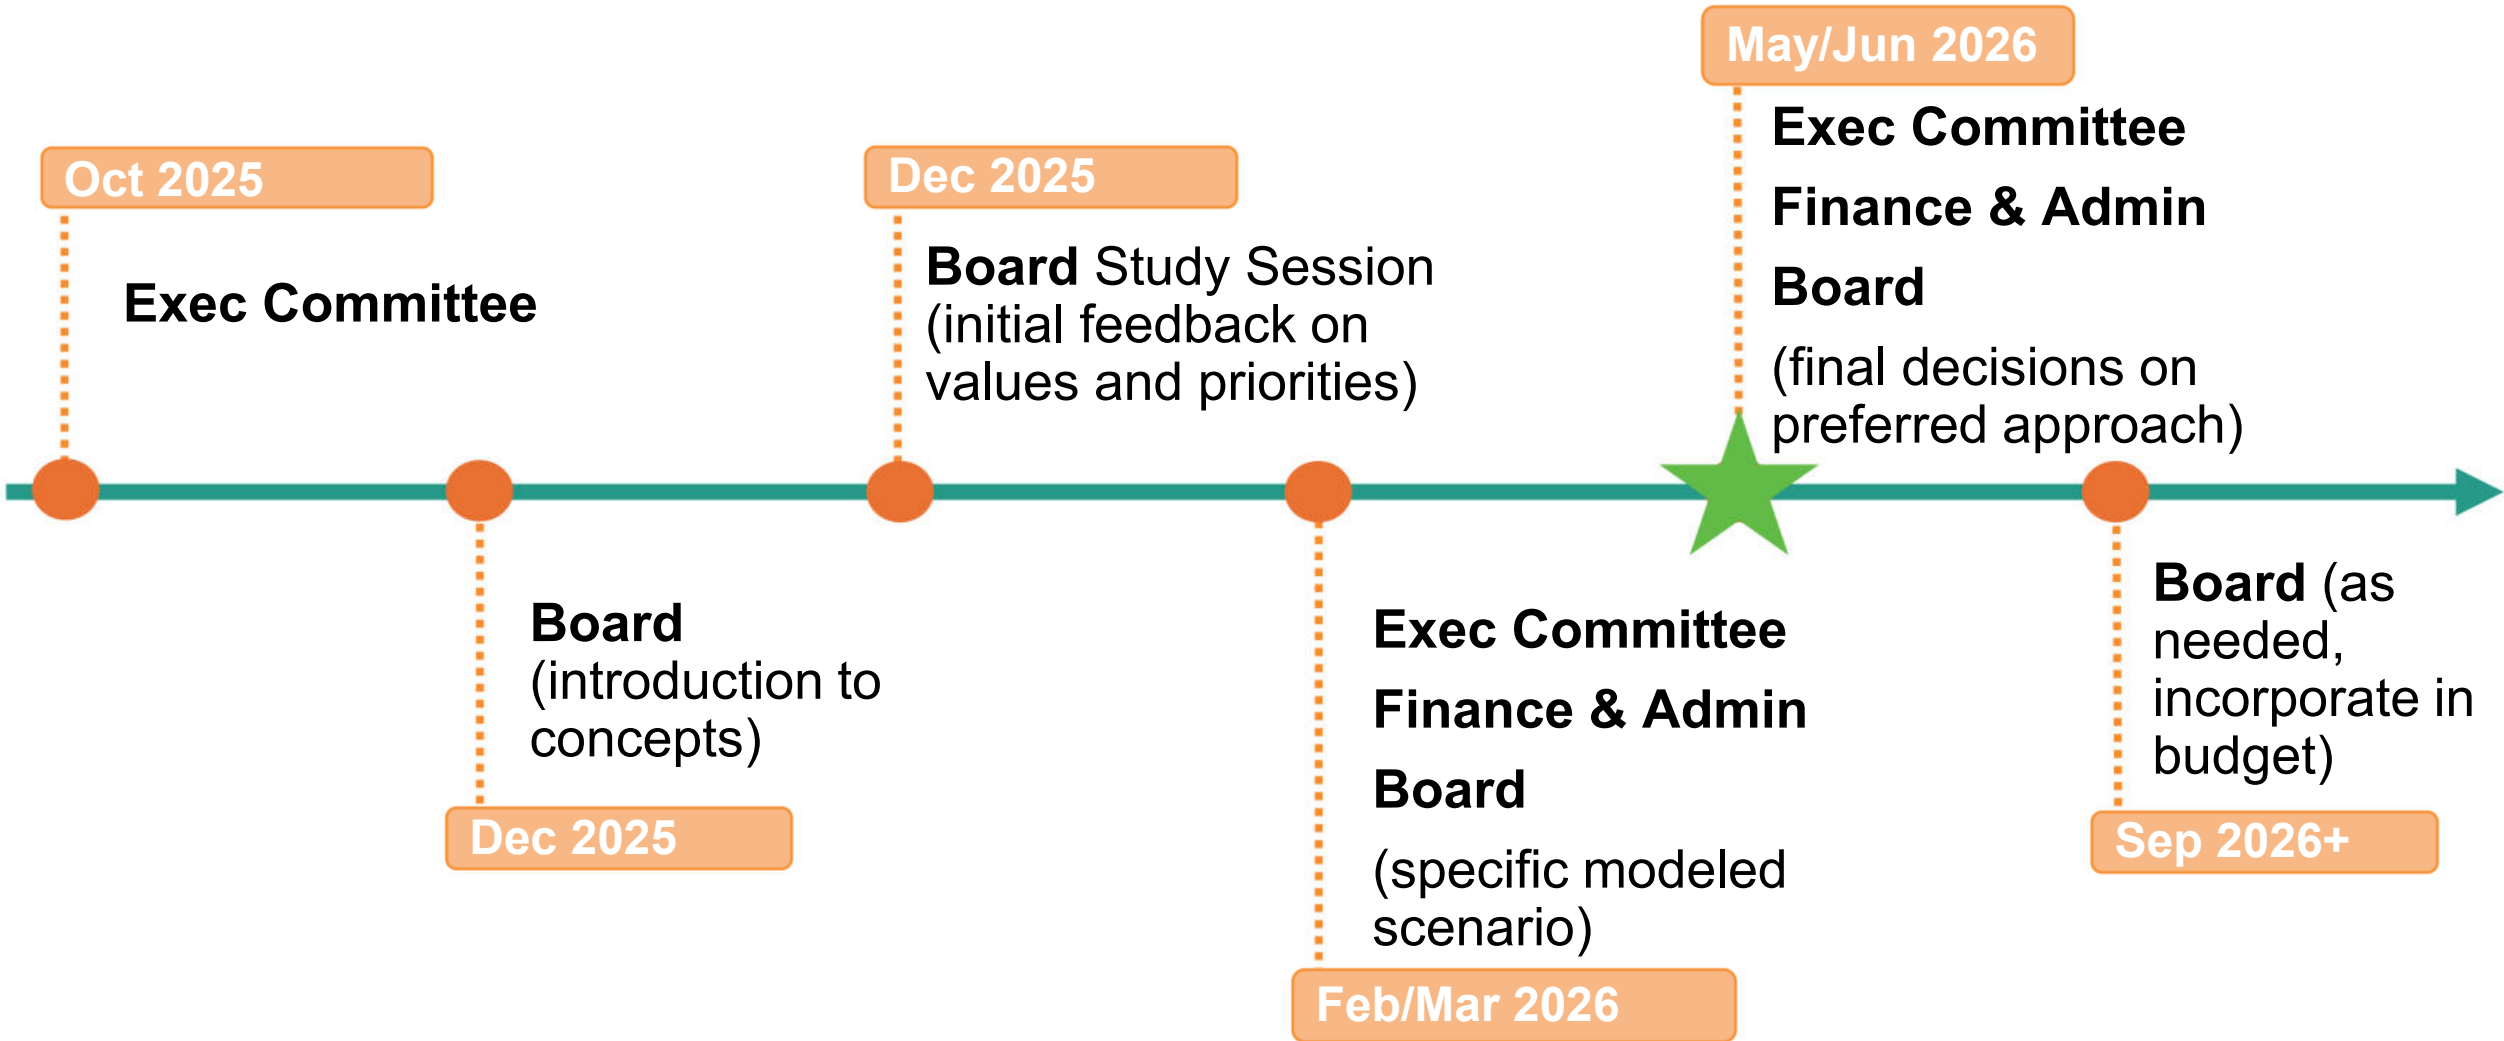 Oct 2025
Exec Committee
Board
(introduction to
concepts)
Dec 2025
Dec 2025
Board Study Session
(initial feedback on
values and priorities)
Exec Committee
Finance & Admin
Board
(specific modeled
scenario)
Feb/Mar 2026
May/Jun 2026
Exec Committee
Finance & Admin
Board
(final decisions on
preferred approach)
Board (as
needed,
incorporate in
budget)
Sep 2026+